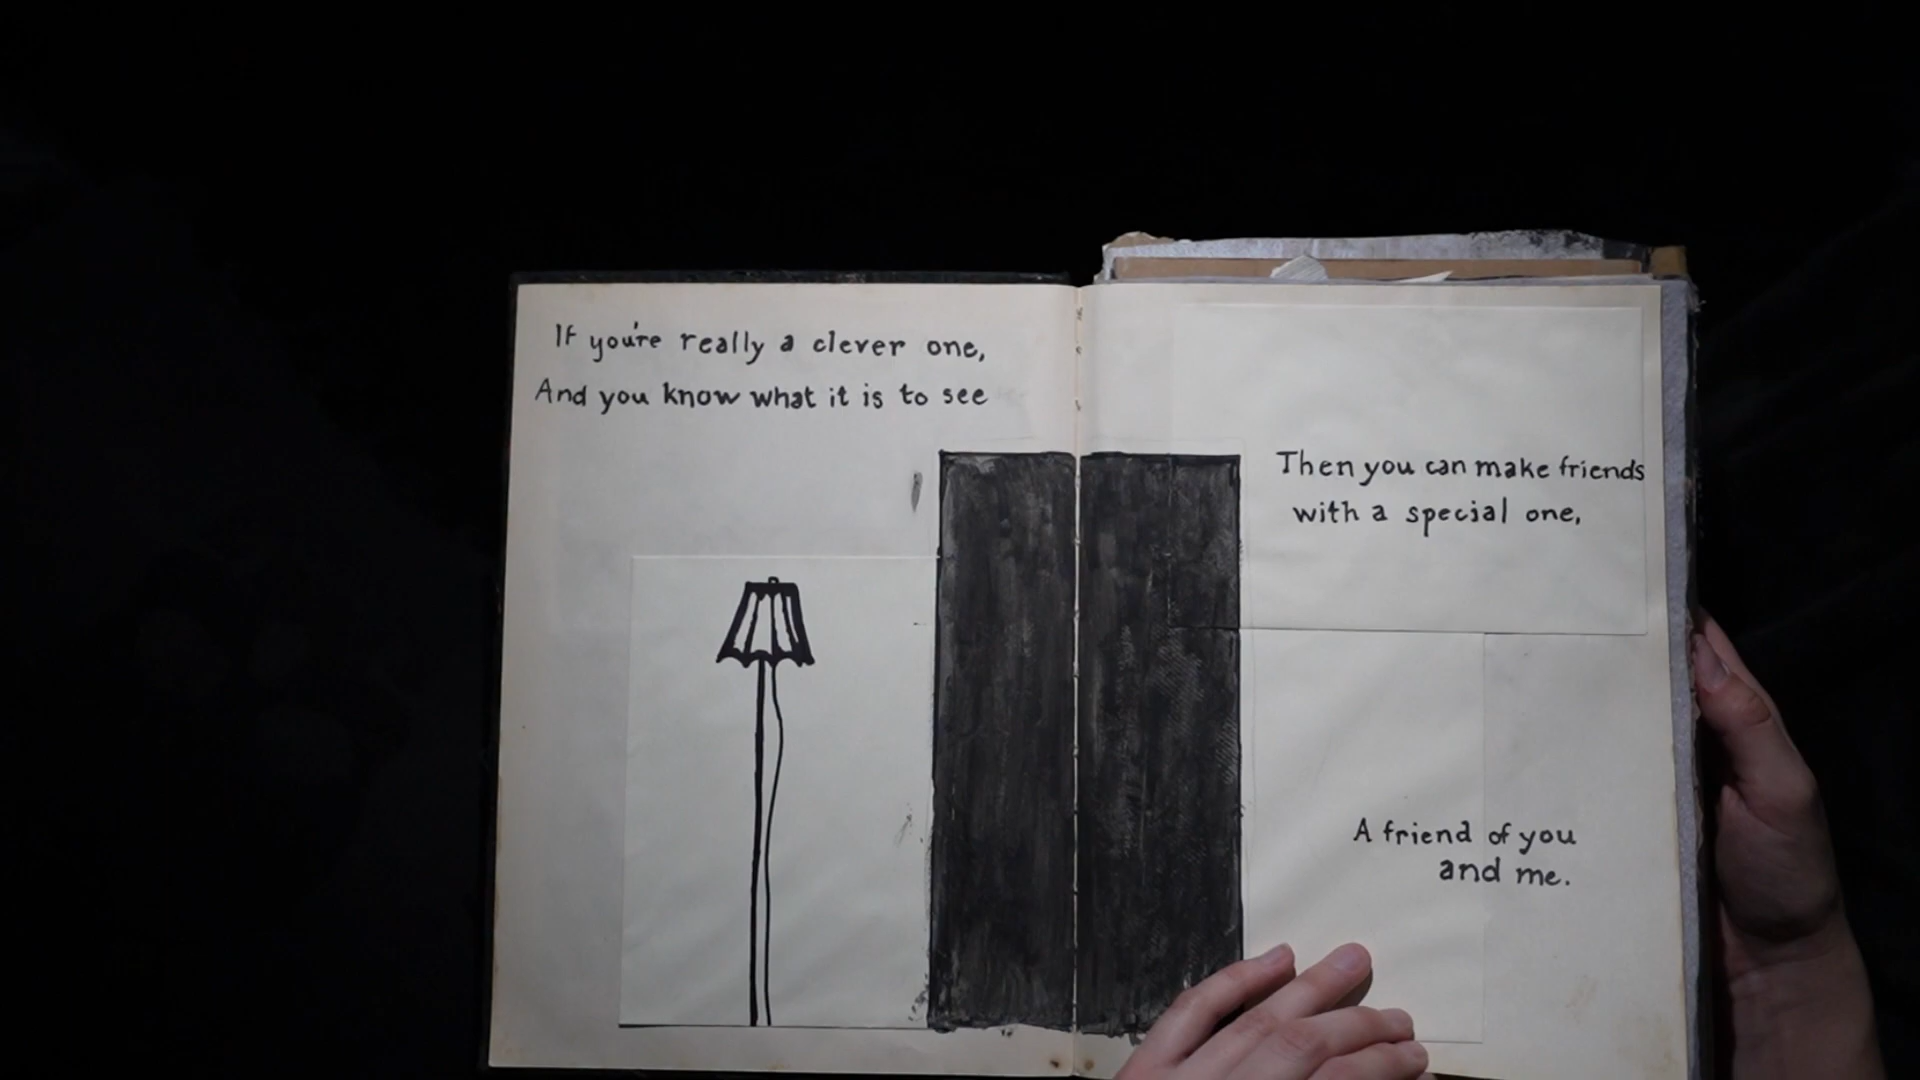 If you're really a clever one,
And you know what it is to see
Then you can make friends
with a special one,
A friend of you
and me.